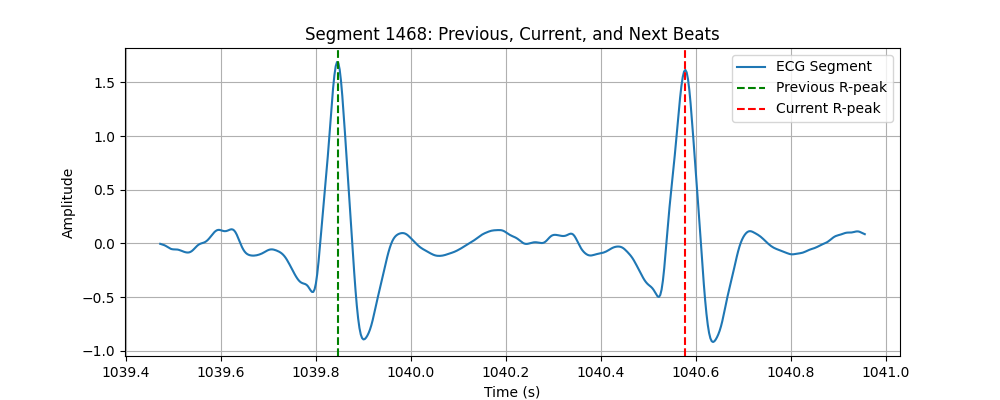 Segment 1468: Previous, Current, and Next Beats
ECG Segment
Previous R-peak
Current R-peak
Amplitude
1.5
1.0
0.5
0.0
−0.5
−1.0
1039.4 1039.6 1039.8 1040.0 1040.2 1040.4 1040.6 1040.8 1041.0
Time (s)